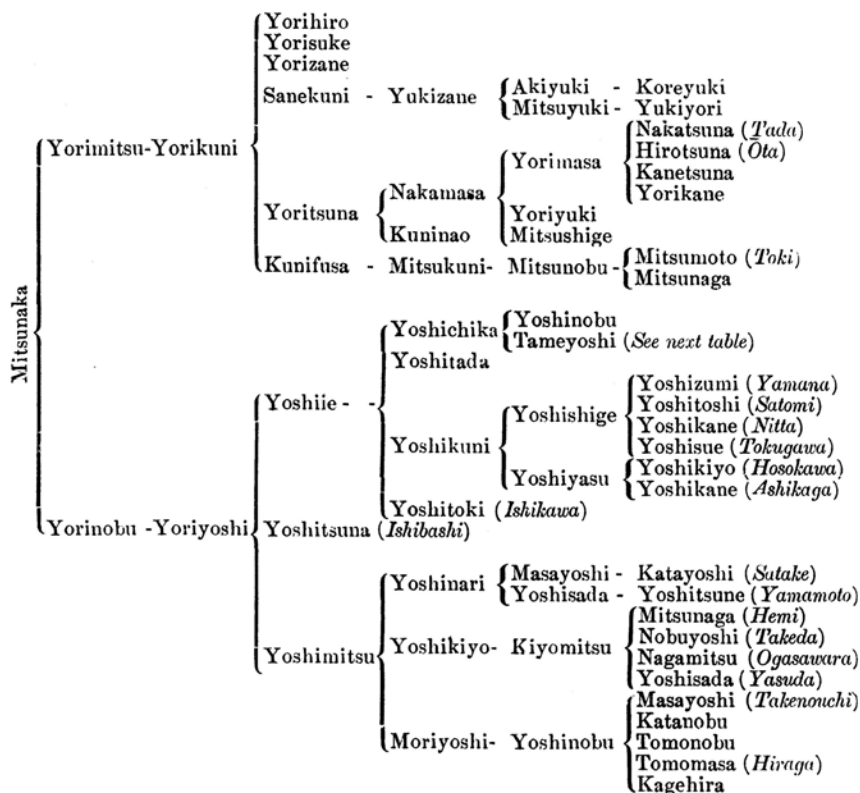 Yorihiro
Yorisuke
Yorizane
Sanekuni - Yukizane Akiyuki - Koreyuki
Mitsuyuki - Yukiyori
Nakatsuna (Tada)
Yorimitsu-Yorikuni Yorimasa Hirotsuna (Ōta)
Kanetsuna
Nakamasa Yorikane
Yoritsuna Yoriyuki
Kuninao Mitsushige
Kunifusa - Mitsukuni- Mitsunobu - Mitsumoto (Toki)
Mitsunaga
Mitsunaka
Yoshichika Yoshinobu
Tameyoshi (See next table)
Yoshitada
Yoshiie - - Yoshizumi (Yamana)
Yoshishige Yoshitoshi (Satomi)
Yoshikane (Nitta)
Yoshikuni Yoshisue (Tokugawa)
Yoshiyasu Yoshikiyo (Hosokawa)
Yoshikane (Ashikaga)
Yoshitoki (Ishikawa)
Yorinobu -Yoriyoshi Yoshitsuna (Ishibashi)
Yoshinari Masayoshi - Katayoshi (Satake)
Yoshisada - Yoshitsune (Yamamoto)
Mitsunaga (Hemi)
Yoshimitsu Yoshikiyo- Kiyomitsu Nobuyoshi (Takeda)
Nagamitsu (Ogasawara)
Yoshisada (Yasuda)
Masayoshi (Takenouchi)
Katanobu
Moriyoshi- Yoshinobu Tomonobu
Tomomasa (Hiraga)
Kagehira